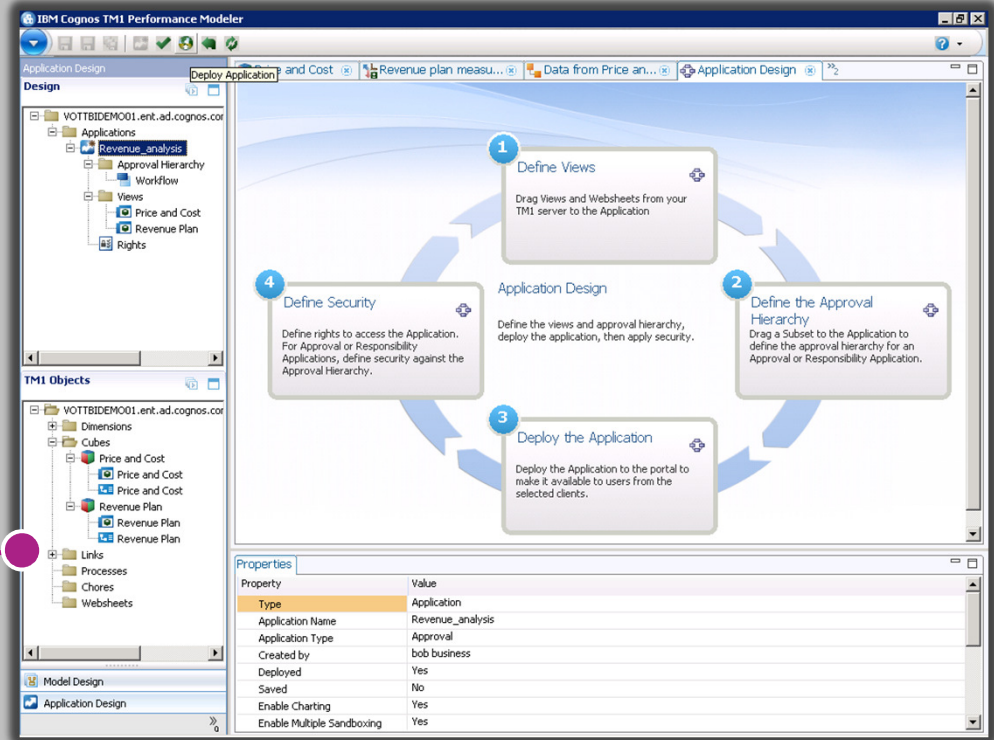 IBM Cognos TM1 Performance Modeler
Application Design
Deploy Application
e and Cost
Revenue plan measu...
Data from Price an...
Application Design
2
Design
VOTTBIDEMO01.ent.ad.cognos.cor
Applications
Revenue_analysis
Approval Hierarchy
Workflow
Views
Price and Cost
Revenue Plan
Rights
1
Define Views
Drag Views and Websheets from your
TM1 server to the Application
4
Define Security
Define rights to access the Application.
For Approval or Responsibility
Applications, define security against the
Approval Hierarchy.
Application Design
Define the views and approval hierarchy,
deploy the application, then apply security.
2
Define the Approval
Hierarchy
Drag a Subset to the Application to
define the approval hierarchy for an
Approval or Responsibility Application.
3
Deploy the Application
Deploy the Application to the portal to
make it available to users from the
selected clients.
TM1 Objects
VOTTBIDEMO01.ent.ad.cognos.cor
Dimensions
Cubes
Price and Cost
Price and Cost
Price and Cost
Revenue Plan
Revenue Plan
Revenue Plan
Links
Processes
Chores
Websheets
Model Design
Application Design
Properties
Property Value
Type Application
Application Name Revenue_analysis
Application Type Approval
Created by bob business
Deployed Yes
Saved No
Enable Charting Yes
Enable Multiple Sandboxing Yes